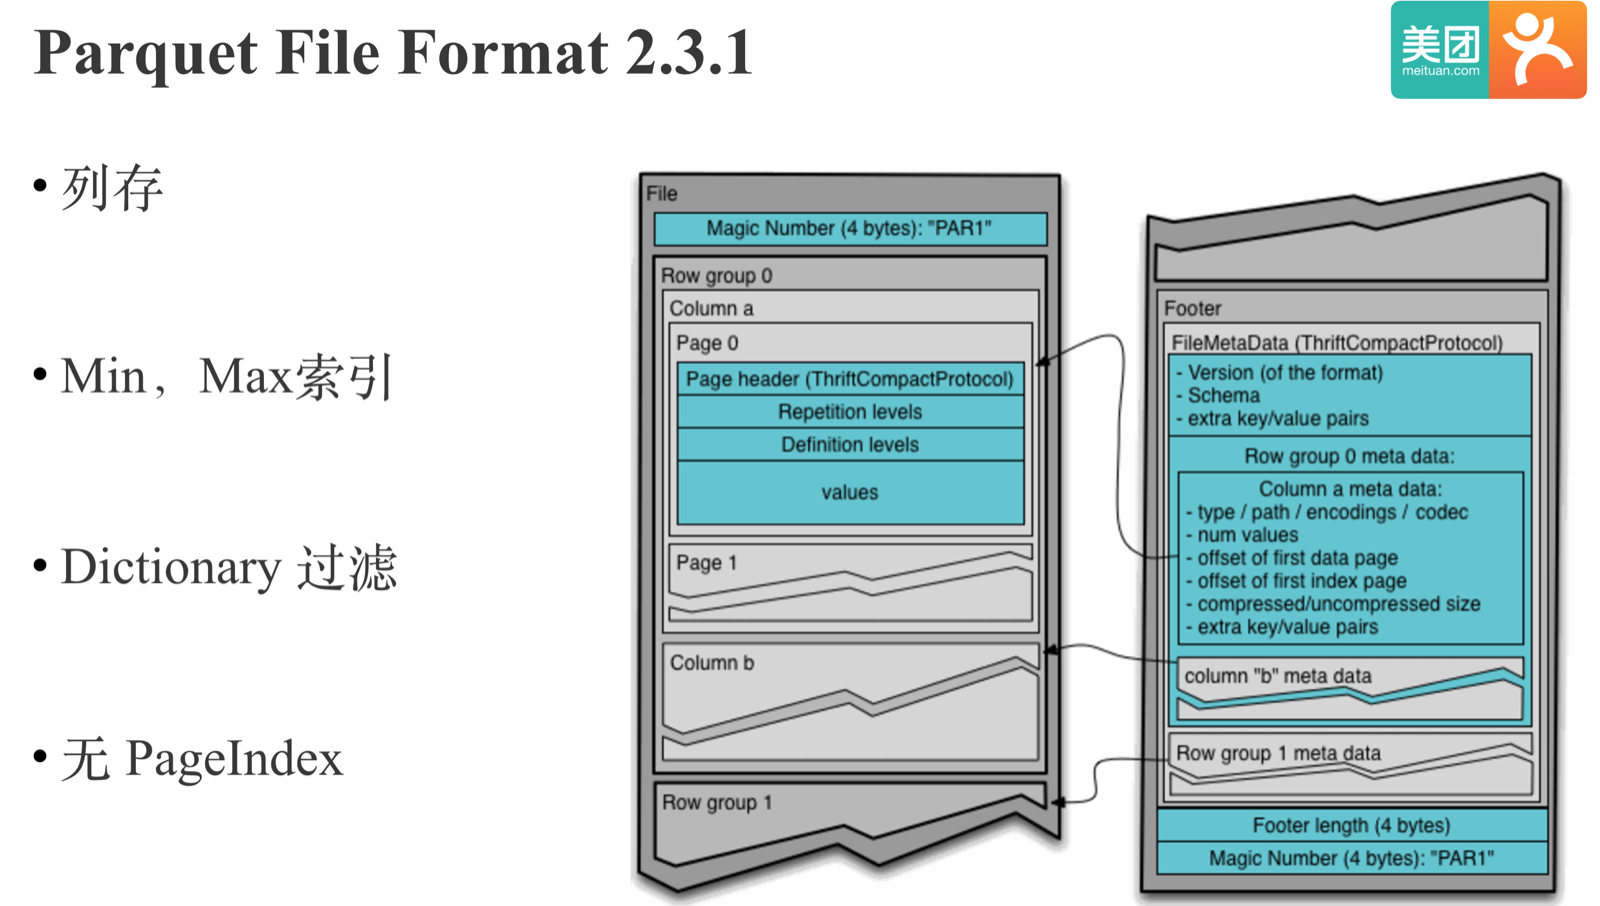 Parquet File Format 2.3.1
美团
meituan.com
• 列存
• Min，Max索引
• Dictionary 过滤
• 无 PageIndex
File
Magic Number (4 bytes): "PAR1"
Row group 0
Column a
Page 0
Page header (ThriftCompactProtocol)
Repetition levels
Definition levels
values
Page 1
Column b
Row group 1
Footer
FileMetaData (ThriftCompactProtocol)
- Version (of the format)
- Schema
- extra key/value pairs
Row group 0 meta data:
Column a meta data:
- type / path / encodings / codec
- num values
- offset of first data page
- offset of first index page
- compressed/uncompressed size
- extra key/value pairs
column "b" meta data
Row group 1 meta data
Footer length (4 bytes)
Magic Number (4 bytes): "PAR1"